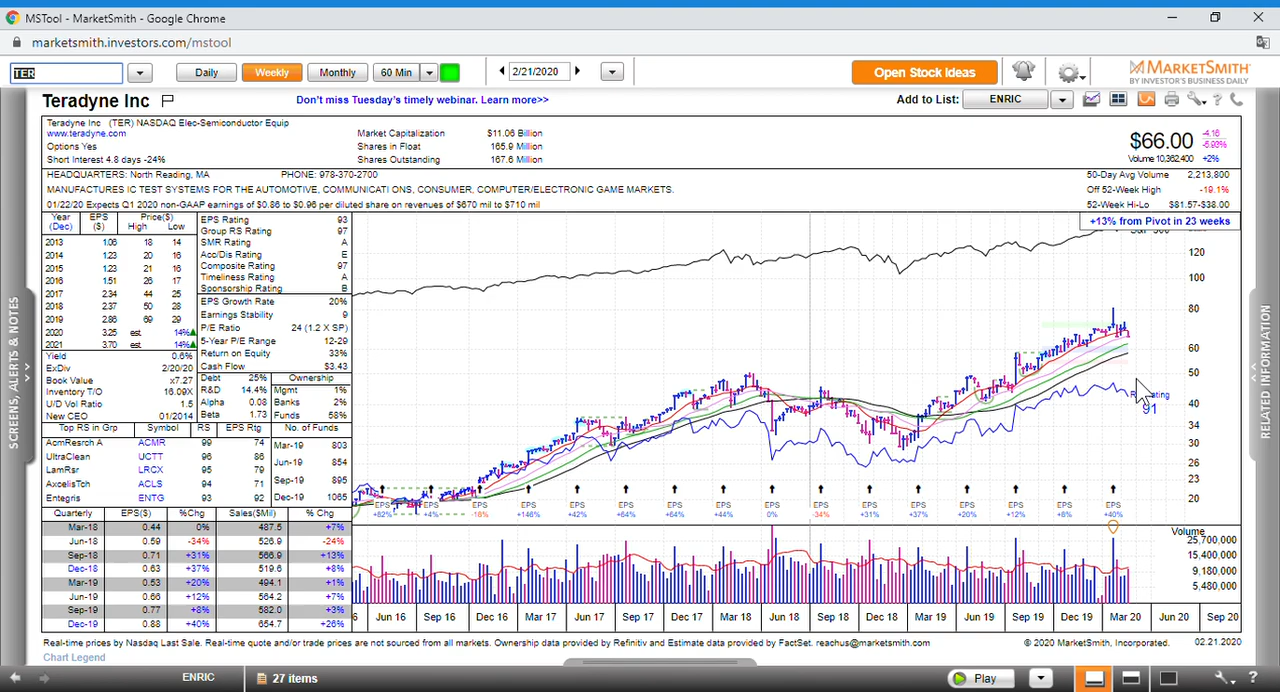 MSTool - MarketSmith - Google Chrome
marketsmith.investors.com/mstool
TER Daily Weekly Monthly 60 Min 2/21/2020 Open Stock Ideas MARKETSMITH
BY INVESTOR'S BUSINESS DAILY
Teradyne Inc Don't miss Tuesday's timely webinar. Learn more>> Add to List: ENRIC
Teradyne Inc (TER) NASDAQ Elec-Semiconductor Equip
www.teradyne.com Market Capitalization $11.06 Billion
Options Yes Shares in Float 165.9 Million
Short Interest 4.8 days -24% Shares Outstanding 167.6 Million
$66.00 -4.16
-5.93%
Volume 10,362,400 +2%
HEADQUARTERS: North Reading, MA PHONE: 978-370-2700
MANUFACTURES IC TEST SYSTEMS FOR THE AUTOMOTIVE, COMMUNICATI ONS, CONSUMER, COMPUTER/ELECTRONIC GAME MARKETS.
01/22/20 Expects Q1 2020 non-GAAP earnings of $0.86 to $0.96 per diluted share on revenues of $670 mil to $710 mil
50-Day Avg Volume 2,213,800
Off 52-Week High -19.1%
52-Week Hi-Lo $81.57-$38.00
+13% from Pivot in 23 weeks
Year (Dec) EPS ($) Price($) High Low
2013 1.06 18 14
2014 1.23 20 16
2015 1.23 21 16
2016 1.51 26 17
2017 2.34 44 25
2018 2.37 50 28
2019 2.86 69 29
2020 3.25 est 14%
2021 3.70 est 14%
Yield 0.6%
ExDiv 2/20/20
Book Value x7.27
Inventory T/O 16.09X
U/D Vol Ratio 1.5
New CEO 01/2014
EPS Rating 93
Group RS Rating 97
SMR Rating A
Acc/Dis Rating E
Composite Rating 97
Timeliness Rating A
Sponsorship Rating B
EPS Growth Rate 20%
Earnings Stability 9
P/E Ratio 24 (1.2 X SP)
5-Year P/E Range 12-29
Return on Equity 33%
Cash Flow $3.43
Debt 25%
R&D 14.4%
Alpha 0.08
Beta 1.73
Ownership
Mgmt 1%
Banks 2%
Funds 58%
Top RS in Grp Symbol RS EPS Rtg
AcmResrch A ACMR 99 74
UltraClean UCTT 96 86
LamRsr LRCX 95 79
AxcelisTch ACLS 94 71
Entegris ENTG 93 92
No. of Funds
Mar-19 803
Jun-19 854
Sep-19 895
Dec-19 1065
Quarterly EPS($) %Chg Sales($Mil) % Chg
Mar-18 0.44 0% 487.5 +7%
Jun-18 0.59 -34% 526.9 -24%
Sep-18 0.71 +31% 566.9 +13%
Dec-18 0.63 +37% 519.6 +8%
Mar-19 0.53 +20% 494.1 +1%
Jun-19 0.66 +12% 564.2 +7%
Sep-19 0.77 +8% 582.0 +3%
Dec-19 0.88 +40% 654.7 +26%
120
100
80
60
50
40
34
30
26
23
20
91
EPS EPS EPS EPS EPS EPS EPS EPS EPS EPS EPS EPS EPS EPS EPS EPS
+82% +4% -16% +146% +42% +64% +64% +44% 0% -34% +31% +37% +20% +12% +8% +40%
Volume
25,700,000
15,400,000
9,180,000
5,480,000
6 Jun 16 Sep 16 Dec 16 Mar 17 Jun 17 Sep 17 Dec 17 Mar 18 Jun 18 Sep 18 Dec 18 Mar 19 Jun 19 Sep 19 Dec 19 Mar 20 Jun 20 Sep 20
Real-time prices by Nasdaq Last Sale. Real-time quote and/or trade prices are not sourced from all markets. Ownership data provided by Refinitiv and Estimate data provided by FactSet. reachus@marketsmith.com © 2020 MarketSmith, Incorporated. 02.21.2020
Chart Legend
SCREENS, ALERTS & NOTES
RELATED INFORMATION
ENRIC 27 items Play